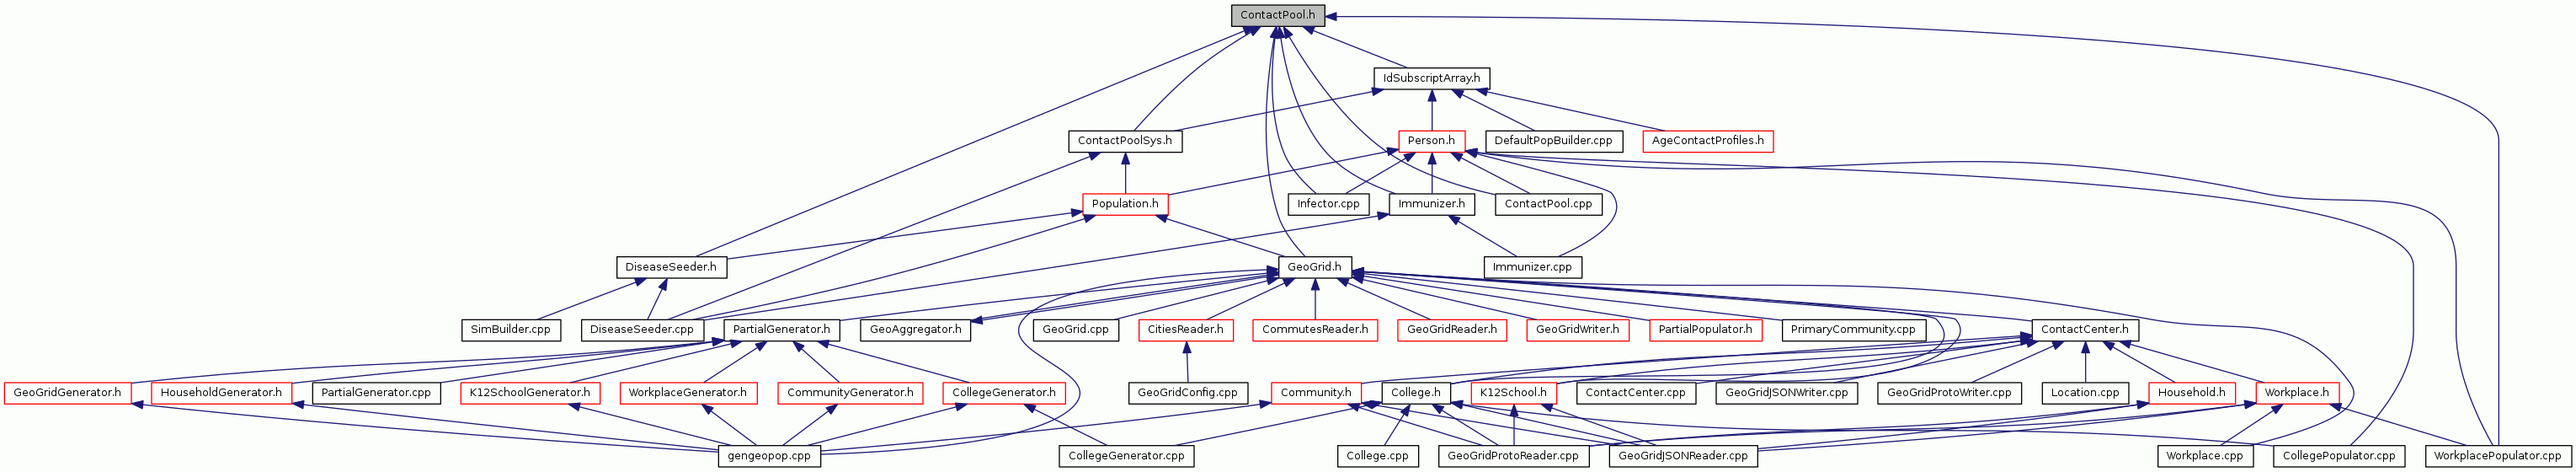 ContactPool.h
IdSubscriptArray.h
ContactPoolSys.h
Person.h
DefaultPopBuilder.cpp
AgeContactProfiles.h
Population.h
Infector.cpp
Immunizer.h
ContactPool.cpp
DiseaseSeeder.h
GeoGrid.h
Immunizer.cpp
SimBuilder.cpp
DiseaseSeeder.cpp
PartialGenerator.h
GeoAggregator.h
GeoGrid.cpp
CitiesReader.h
CommutesReader.h
GeoGridReader.h
GeoGridWriter.h
PartialPopulator.h
PrimaryCommunity.cpp
ContactCenter.h
GeoGridGenerator.h
HouseholdGenerator.h
PartialGenerator.cpp
K12SchoolGenerator.h
WorkplaceGenerator.h
CommunityGenerator.h
CollegeGenerator.h
GeoGridConfig.cpp
Community.h
College.h
K12School.h
ContactCenter.cpp
GeoGridJSONWriter.cpp
GeoGridProtoWriter.cpp
Location.cpp
Household.h
Workplace.h
gengeopop.cpp
CollegeGenerator.cpp
College.cpp
GeoGridProtoReader.cpp
GeoGridJSONReader.cpp
Workplace.cpp
CollegePopulator.cpp
WorkplacePopulator.cpp